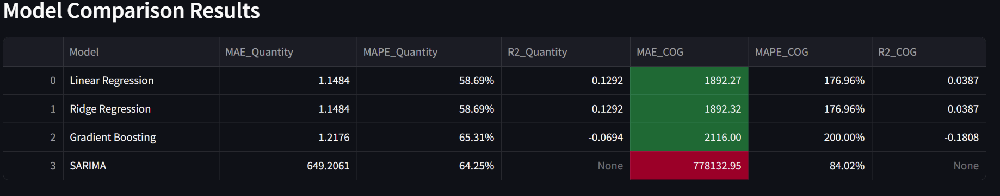 Model Comparison Results
Model MAE_Quantity MAPE_Quantity R2_Quantity MAE_COG MAPE_COG R2_COG
0 Linear Regression 1.1484 58.69% 0.1292 1892.27 176.96% 0.0387
1 Ridge Regression 1.1484 58.69% 0.1292 1892.32 176.96% 0.0387
2 Gradient Boosting 1.2176 65.31% -0.0694 2116.00 200.00% -0.1808
3 SARIMA 649.2061 64.25% None 778132.95 84.02% None